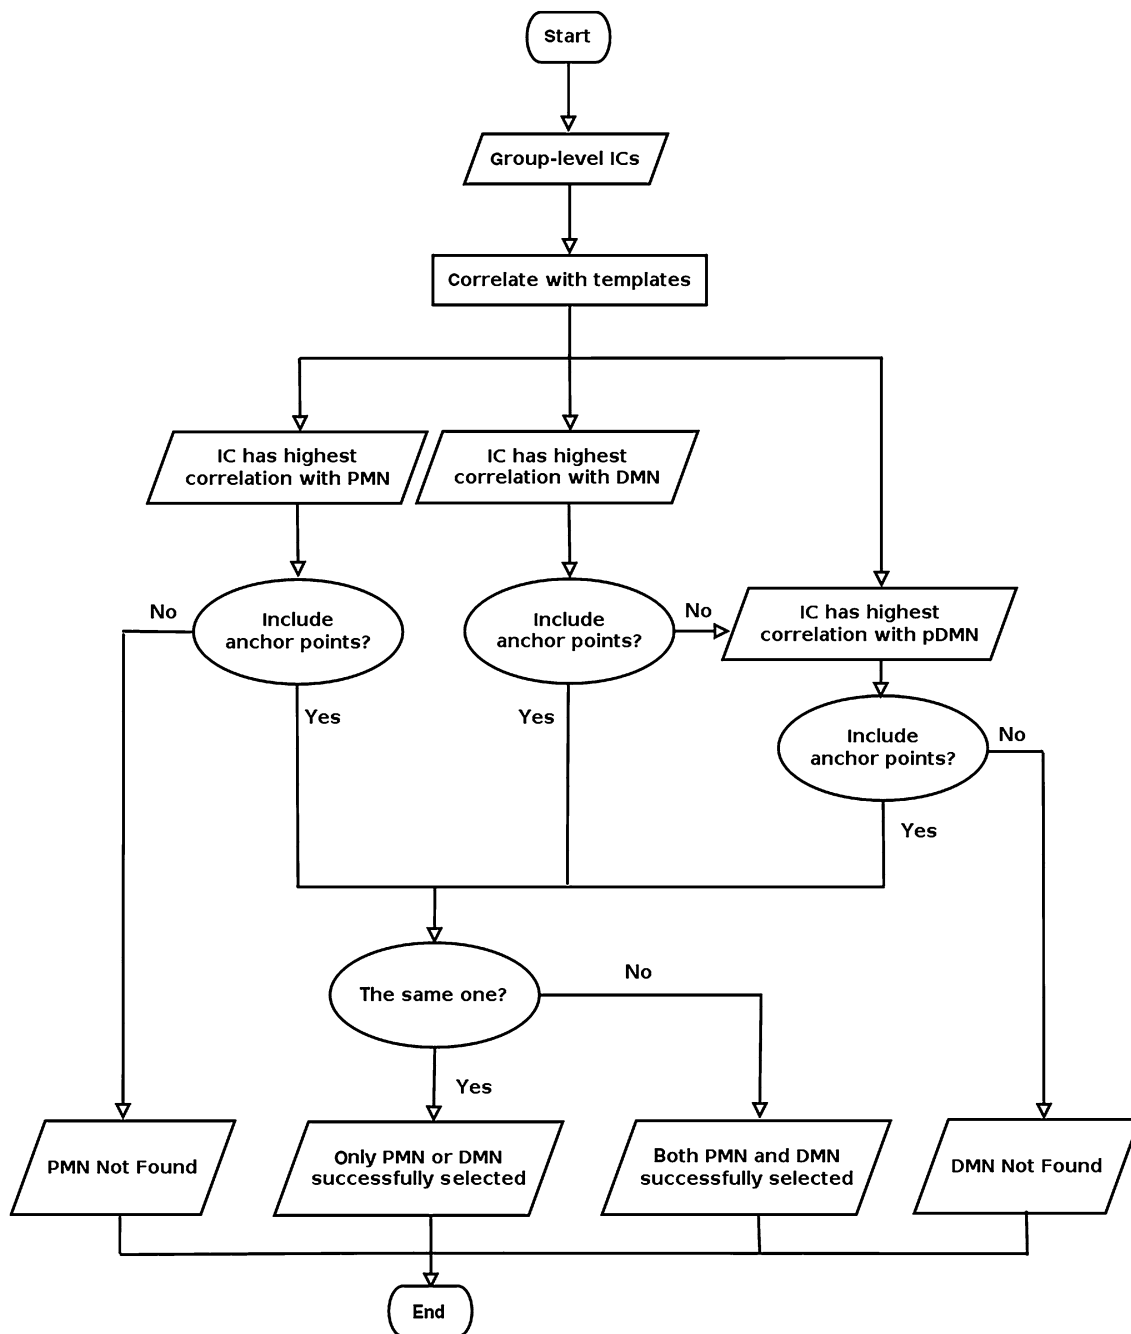 Start
Group-level ICs
Correlate with templates
IC has highest
correlation with PMN
IC has highest
correlation with DMN
No
Include
anchor points?
Include
anchor points?
No
IC has highest
correlation with pDMN
Yes
Yes
Include
anchor points?
No
Yes
The same one?
No
Yes
PMN Not Found
Only PMN or DMN
successfully selected
Both PMN and DMN
successfully selected
DMN Not Found
End